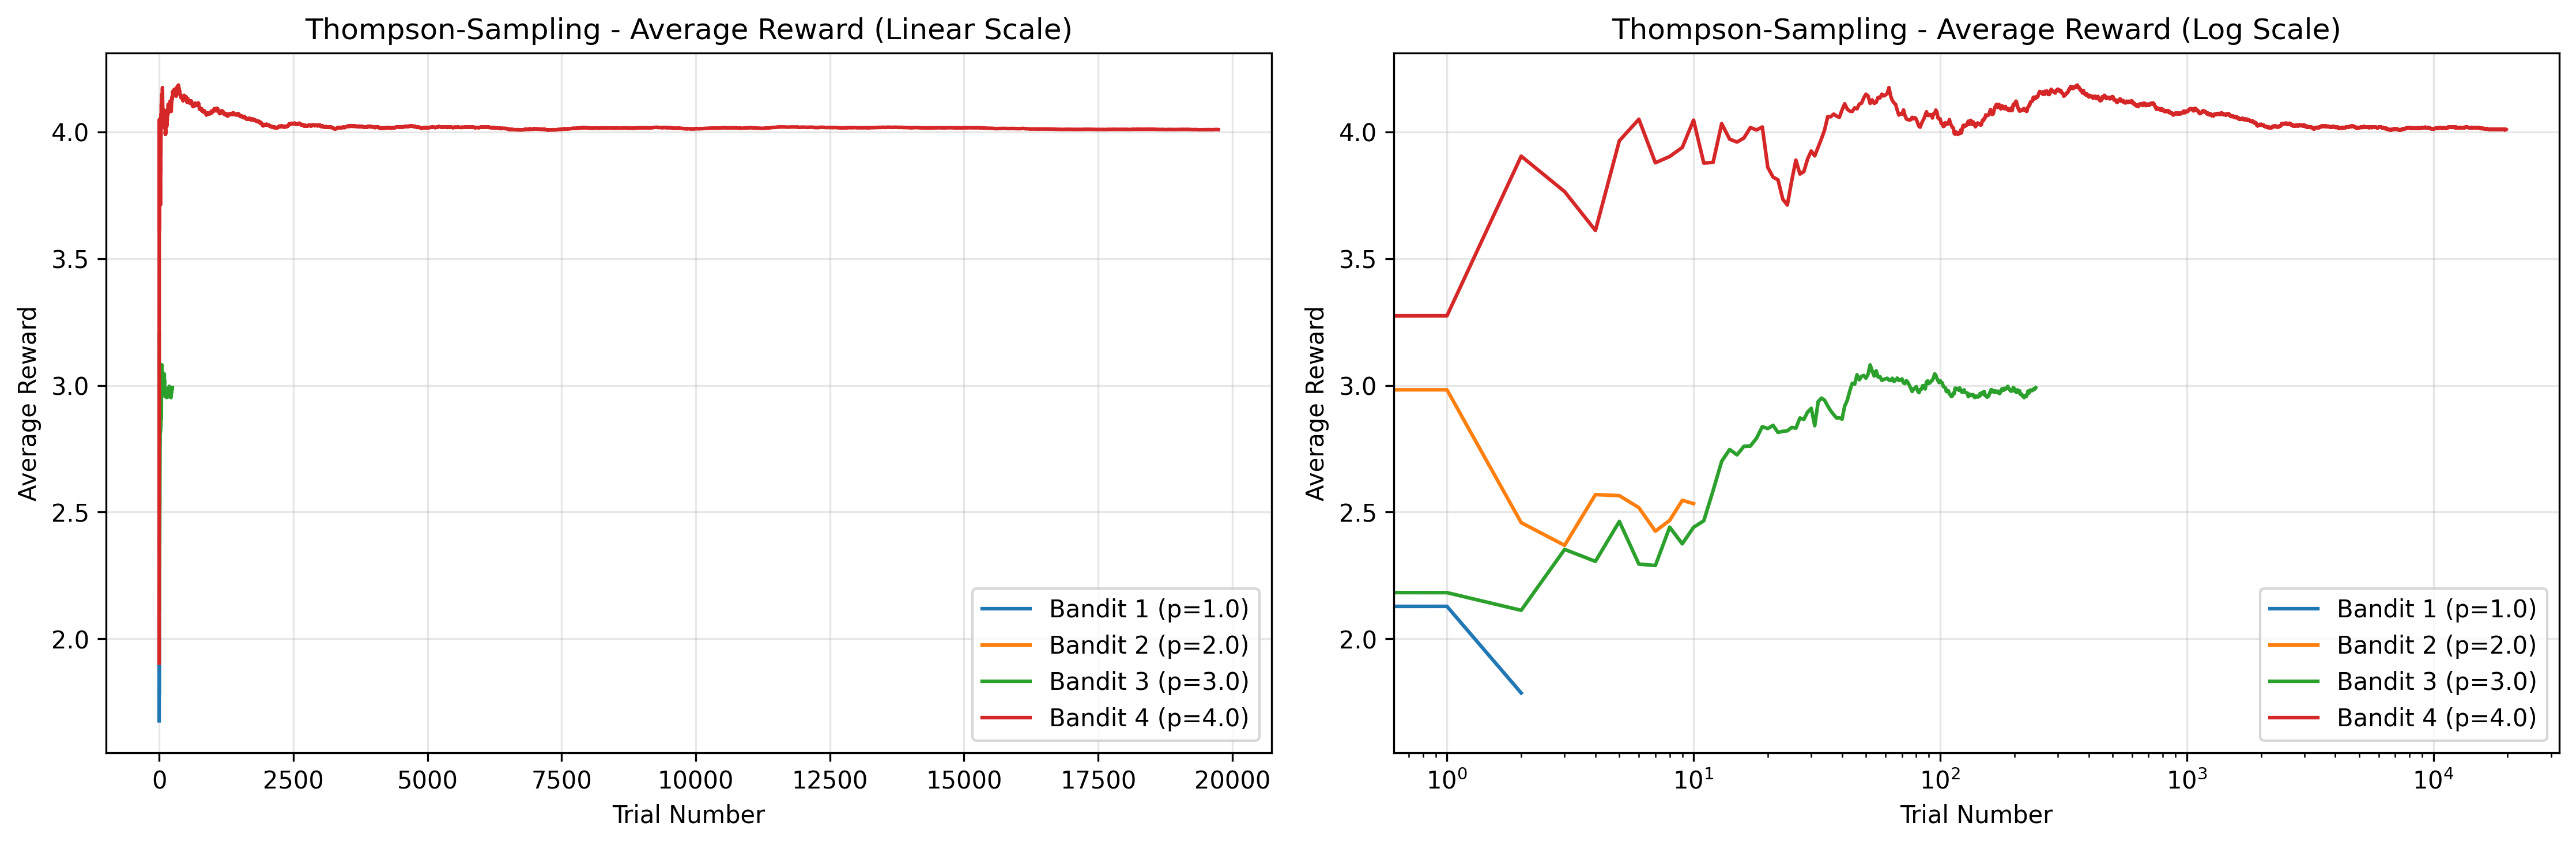 Thompson-Sampling - Average Reward (Linear Scale)
Average Reward
4.0
3.5
3.0
2.5
2.0
0 2500 5000 7500 10000 12500 15000 17500 20000
Trial Number
Bandit 1 (p=1.0)
Bandit 2 (p=2.0)
Bandit 3 (p=3.0)
Bandit 4 (p=4.0)
Thompson-Sampling - Average Reward (Log Scale)
Average Reward
4.0
3.5
3.0
2.5
2.0
10⁰ 10¹ 10² 10³ 10⁴
Trial Number
Bandit 1 (p=1.0)
Bandit 2 (p=2.0)
Bandit 3 (p=3.0)
Bandit 4 (p=4.0)